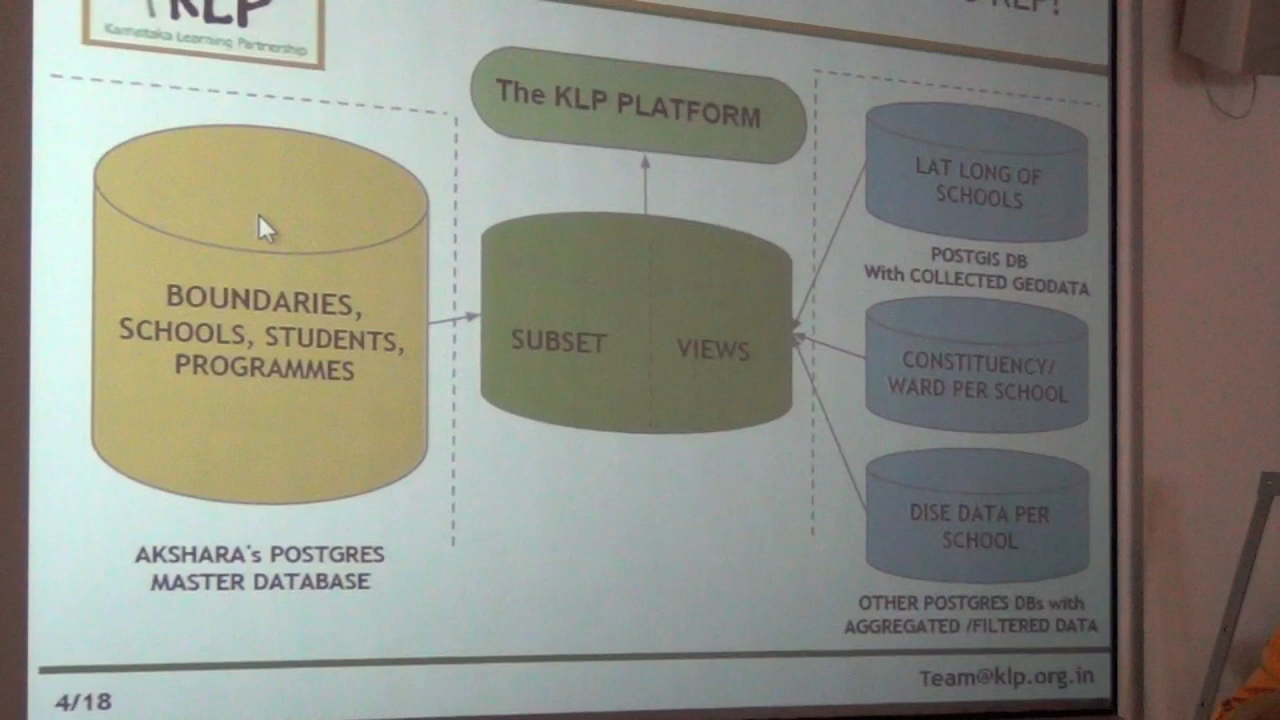 KLP
Karnataka Learning Partnership
KLP!
The KLP PLATFORM
BOUNDARIES,
SCHOOLS, STUDENTS,
PROGRAMMES
AKSHARA's POSTGRES
MASTER DATABASE
SUBSET
VIEWS
LAT LONG OF
SCHOOLS
POSTGIS DB
With COLLECTED GEODATA
CONSTITUENCY/
WARD PER SCHOOL
DISE DATA PER
SCHOOL
OTHER POSTGRES DBs with
AGGREGATED /FILTERED DATA
4/18
Team@klp.org.in